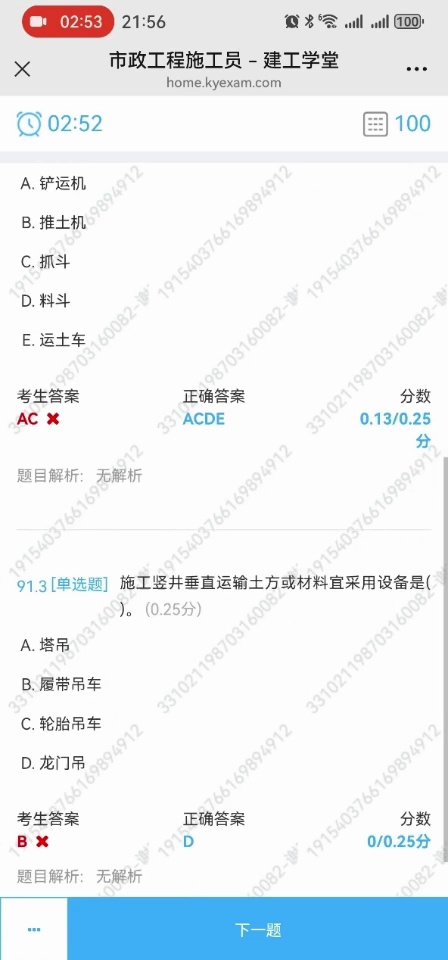 02:53 21:56 6 100
市政工程施工员 – 建工学堂
home.kyexam.com
02:52 100
A. 铲运机
B. 推土机
C. 抓斗
D. 料斗
E. 运土车
考生答案 正确答案 分数
AC ✖ ACDE 0.13/0.25
分
题目解析: 无解析
91.3 [单选题] 施工竖井垂直运输土方或材料宜采用设备是(
)。 (0.25分)
A. 塔吊
B. 履带吊车
C. 轮胎吊车
D. 龙门吊
考生答案 正确答案 分数
B ✖ D 0/0.25分
题目解析: 无解析
... 下一题